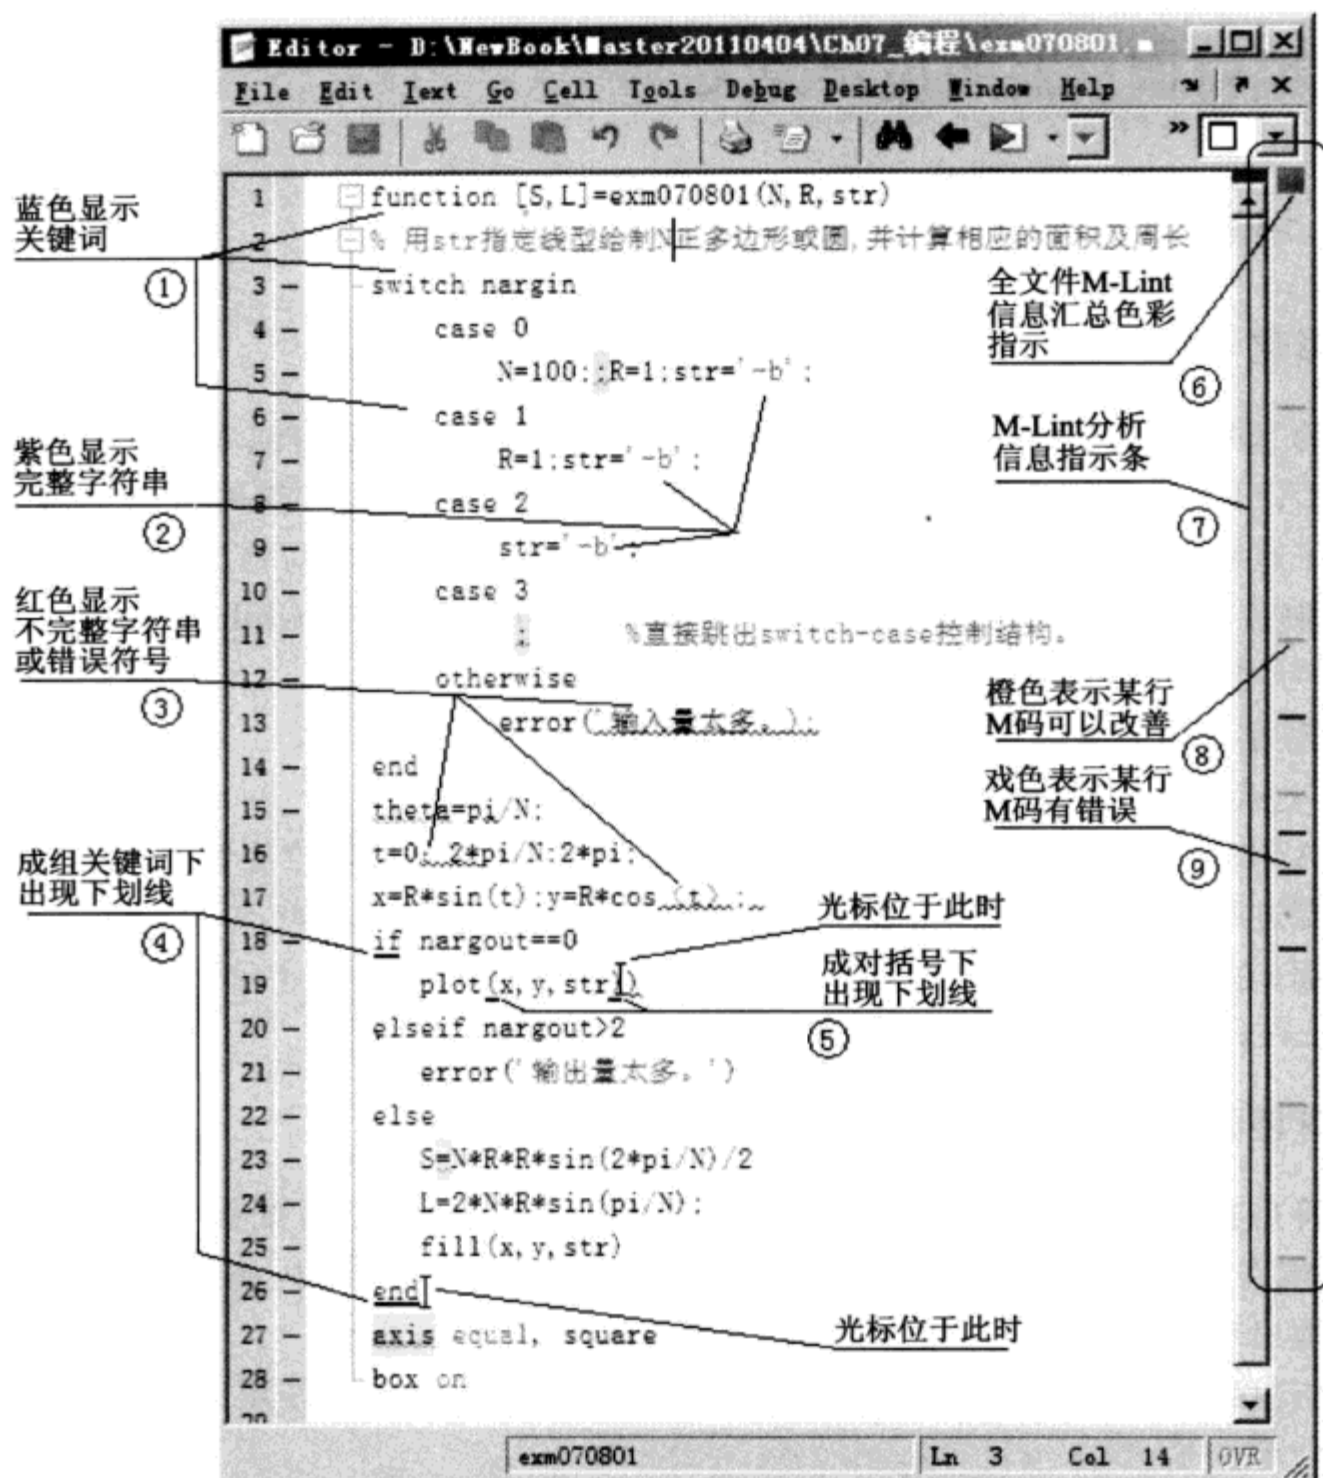 Editor - D:\NewBook\Master20110404\Ch07_编程\exm070801.m
File Edit Text Go Cell Tools Debug Desktop Window Help
1 function [S,L]=exm070801(N,R,str)
2 % 用str指定线型绘制N正多边形或圆,并计算相应的面积及周长
3 — switch nargin
4 — case 0
5 — N=100;;R=1;str='-b';
6 — case 1
7 — R=1;str='-b';
8 — case 2
9 — str='-b';
10 — case 3
11 — ; %直接跳出switch-case控制结构。
12 — otherwise
13 error('输入量太多。);
14 — end
15 — theta=pi/N;
16 t=0; 2*pi/N:2*pi;
17 x=R*sin(t);y=R*cos (t) ;
18 — if nargout==0
19 plot(x,y,str))
20 — elseif nargout>2
21 — error('输出量太多。')
22 — else
23 — S=N*R*R*sin(2*pi/N)/2
24 — L=2*N*R*sin(pi/N);
25 — fill(x,y,str)
26 — end
27 — axis equal, square
28 — box on
29
exm070801 Ln 3 Col 14 OVR
蓝色显示
关键词
①
紫色显示
完整字符串
②
红色显示
不完整字符串
或错误符号
③
成组关键词下
出现下划线
④
光标位于此时
成对括号下
出现下划线
⑤
光标位于此时
全文件M-Lint
信息汇总色彩
指示
⑥
M-Lint分析
信息指示条
⑦
橙色表示某行
M码可以改善
⑧
戏色表示某行
M码有错误
⑨